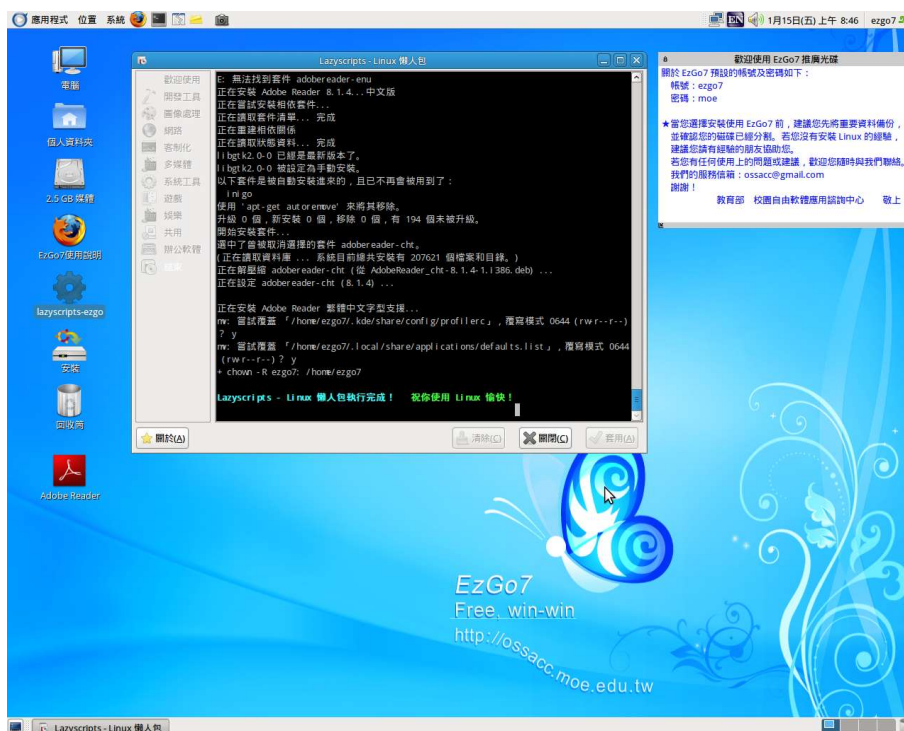 應用程式 位置 系統
EN
1月15日(五) 上午 8:46
ezgo7
電腦
個人資料夾
2.5 GB 媒體
EzGo7使用說明
lazyscripts-ezgo
安裝
回收筒
Adobe Reader
Lazyscripts - Linux 懶人包
歡迎使用
開發工具
圖像處理
網路
客制化
多媒體
系統工具
遊戲
娛樂
共用
辦公軟體
E: 無法找到套件 adobereader-enu
正在安裝 Adobe Reader 8.1.4...中文版
正在嘗試安裝相依套件...
正在讀取套件清單... 完成
正在重建相依關係
正在讀取狀態資料... 完成
libgtk2.0-0 已經是最新版本了。
libgtk2.0-0 被設定為手動安裝。
以下套件是被自動安裝進來的，且已不再會被用到了：
inigo
使用 'apt-get autoremove' 來將其移除。
升級 0 個，新安裝 0 個，移除 0 個，有 194 個未被升級。
開始安裝套件...
選中了曾被取消選擇的套件 adobereader-cht。
(正在讀取資料庫 ... 系統目前總共安裝有 207621 個檔案和目錄。)
正在解壓縮 adobereader-cht (從 AdobeReader_cht-8.1.4-1.i386.deb) ...
正在設定 adobereader-cht (8.1.4) ...
正在安裝 Adobe Reader 繁體中文字型支援...
mv: 嘗試覆蓋「/home/ezgo7/.kde/share/config/profilerc」，覆寫模式 0644 (rw-r--r--)
? y
mv: 嘗試覆蓋「/home/ezgo7/.local/share/applications/defaults.list」，覆寫模式 0644
(rw-r--r--)? y
+ chown -R ezgo7: /home/ezgo7
Lazyscripts - Linux 懶人包執行完成！ 祝你使用 Linux 愉快！
關於(A)
清除(C)
關閉(C)
套用(A)
歡迎使用 EzGo7 推廣光碟
關於 EzGo7 預設的帳號及密碼如下：
帳號：ezgo7
密碼：moe
★當您選擇安裝使用 EzGo7 前，建議您先將重要資料備份，
並確認您的磁碟已經分割。若您沒有安裝 Linux 的經驗，
建議您請有經驗的朋友協助您。
若您有任何使用上的問題或建議，歡迎您隨時與我們聯絡。
我們的服務信箱：ossacc@gmail.com
謝謝！
教育部 校園自由軟體應用諮詢中心 敬上
EzGo7
Free, win-win
http://ossacc.moe.edu.tw
Lazyscripts - Linux 懶人包